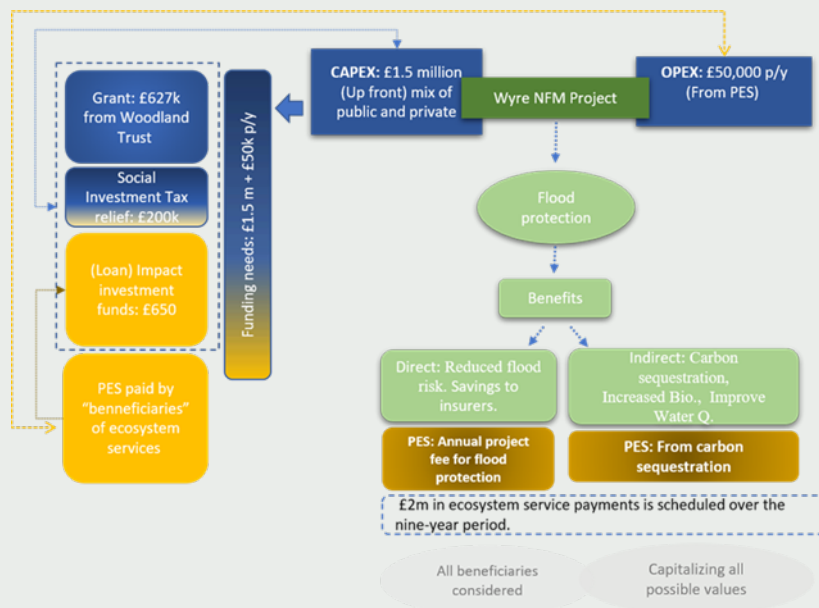 CAPEX: £1.5 million
(Up front) mix of
public and private
Wyre NFM Project
OPEX: £50,000 p/y
(From PES)
Grant: £627k
from Woodland
Trust
Social
Investment Tax
relief: £200k
(Loan) Impact
investment
funds: £650
PES paid by
“benneficiaries”
of ecosystem
services
Funding needs: £1.5 m + £50k p/y
Flood
protection
Benefits
Direct: Reduced flood
risk. Savings to
insurers.
Indirect: Carbon
sequestration,
Increased Bio., Improve
Water Q.
PES: Annual project
fee for flood
protection
PES: From carbon
sequestration
£2m in ecosystem service payments is scheduled over the
nine-year period.
All beneficiaries
considered
Capitalizing all
possible values